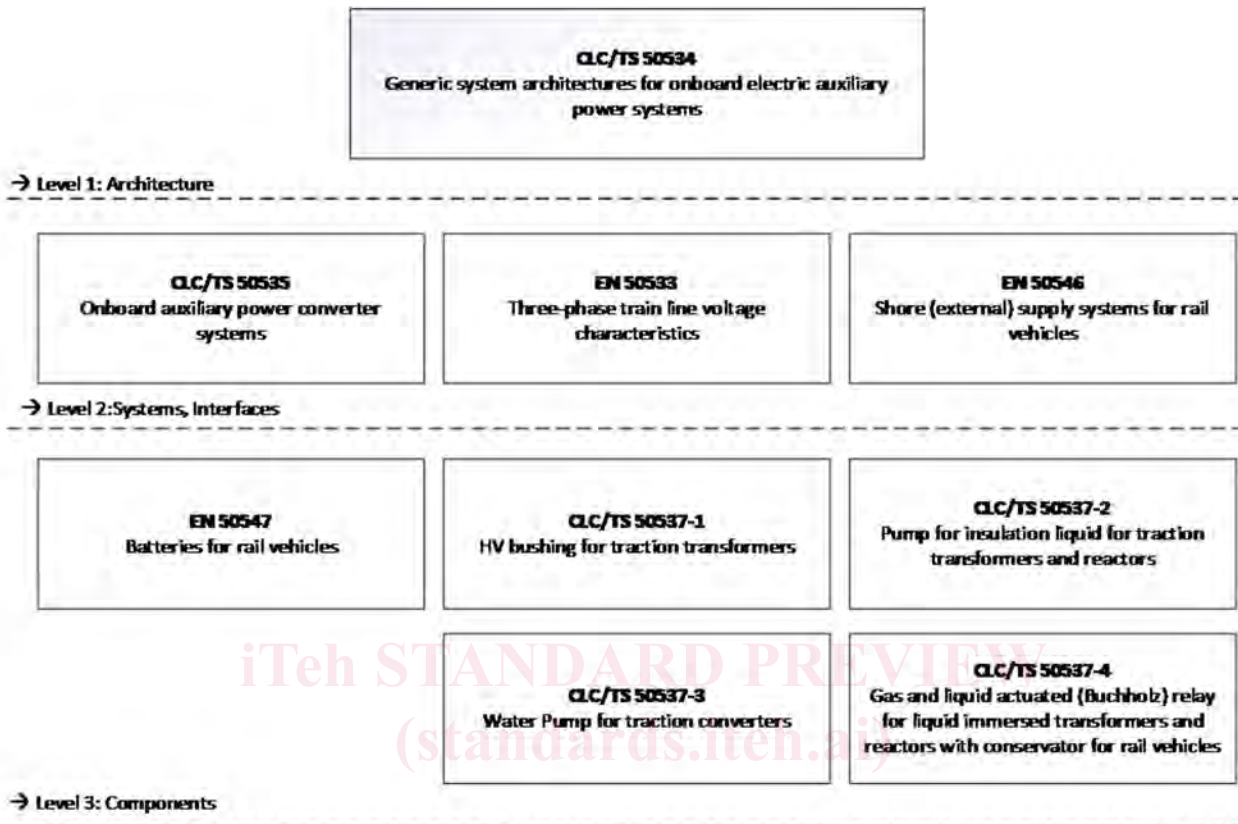 CLC/TS 50534
Generic system architectures for onboard electric auxiliary
power systems
→ Level 1: Architecture
CLC/TS 50535
Onboard auxiliary power converter
systems
EN 50533
Three-phase train line voltage
characteristics
EN 50546
Shore (external) supply systems for rail
vehicles
→ Level 2:Systems, Interfaces
EN 50547
Batteries for rail vehicles
CLC/TS 50537-1
HV bushing for traction transformers
CLC/TS 50537-2
Pump for insulation liquid for traction
transformers and reactors
iTeh STANDARD PREVIEW
(standards.iteh.ai)
CLC/TS 50537-3
Water Pump for traction converters
CLC/TS 50537-4
Gas and liquid actuated (Buchholz) relay
for liquid immersed transformers and
reactors with conservator for rail vehicles
→ Level 3: Components